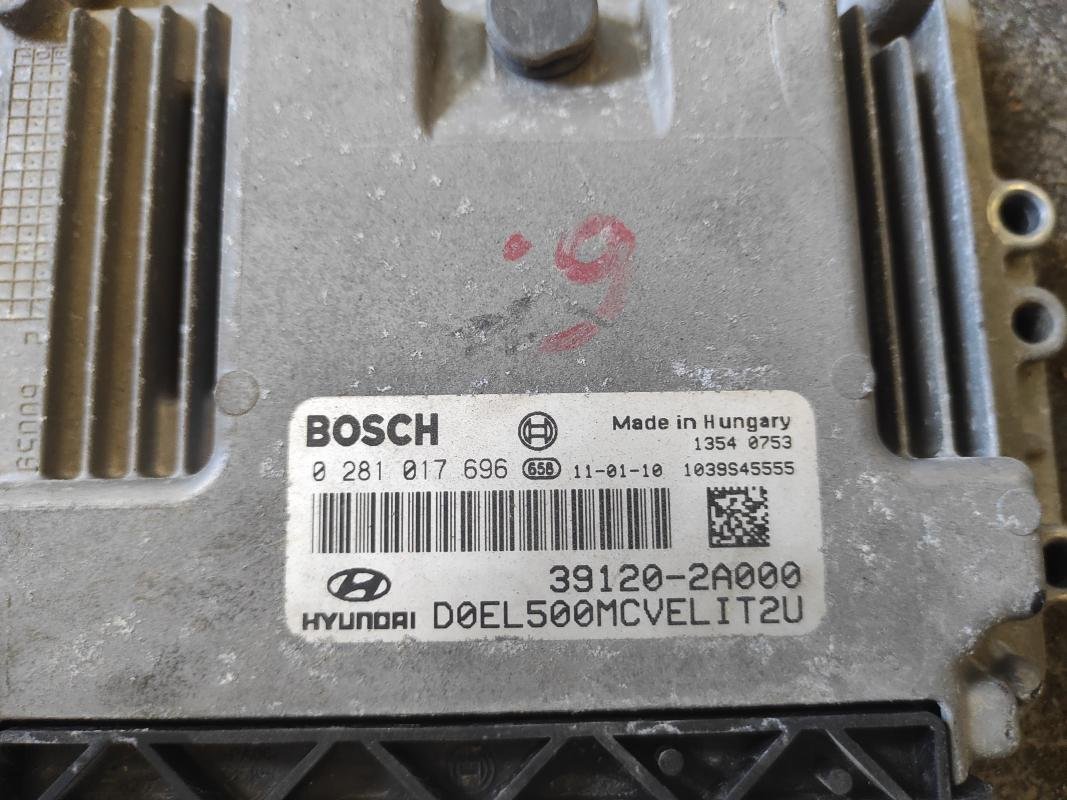 .9
BOSCH
Made in Hungary
1354 0753
0 281 017 696 658 11-01-10 1039S45555
39120-2A000
HYUNDAI D0EL500MCVELIT2U